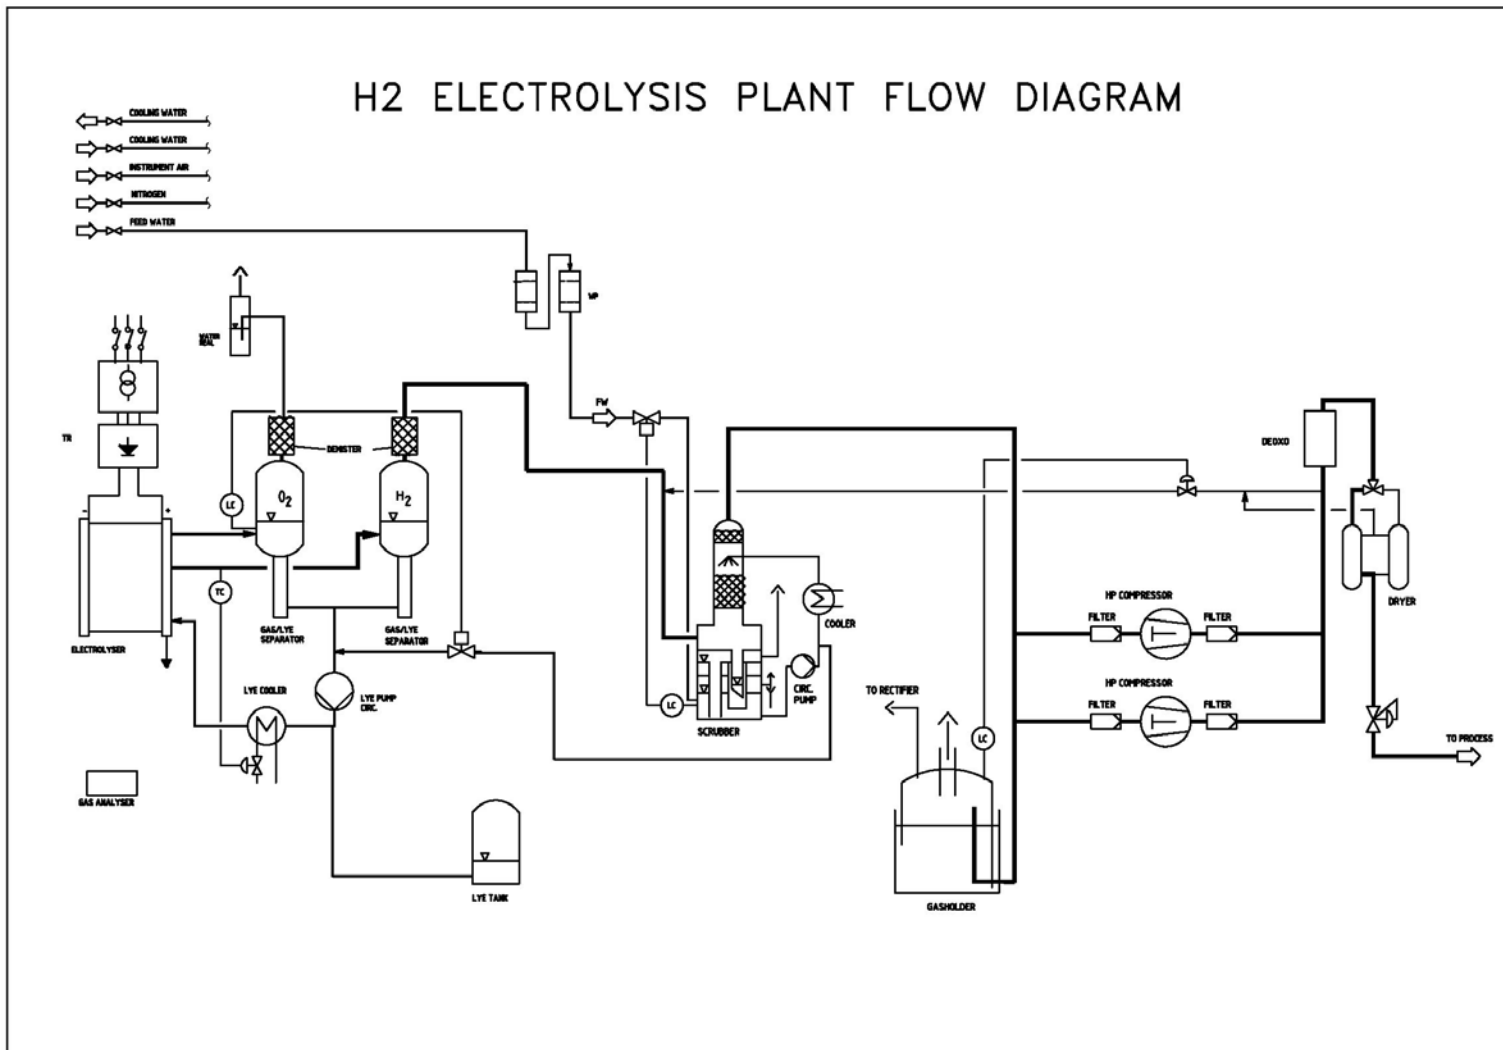 H2 ELECTROLYSIS PLANT FLOW DIAGRAM
COOLING WATER
COOLING WATER
INSTRUMENT AIR
NITROGEN
FEED WATER
WP
WATER
SEAL
FW
TR
DEMISTER
DEOXO
O2
H2
LC
- +
TC
HP COMPRESSOR
FILTER
FILTER
DRYER
COOLER
GAS/LYE
SEPARATOR
GAS/LYE
SEPARATOR
ELECTROLYSER
LYE COOLER
LYE PUMP
CIRC.
CIRC.
PUMP
LC
SCRUBBER
TO RECTIFIER
HP COMPRESSOR
FILTER
FILTER
LC
TO PROCESS
GAS ANALYSER
LYE TANK
GASHOLDER